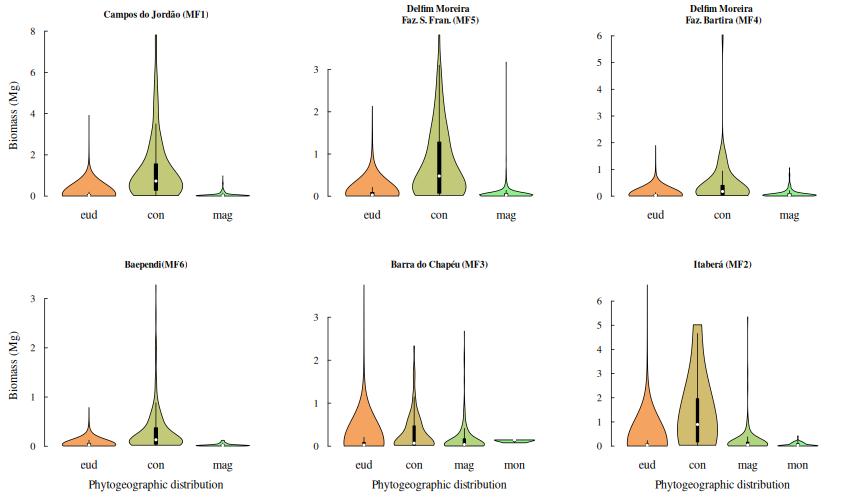 Campos do Jordão (MF1)
Delfim Moreira
Faz. S. Fran. (MF5)
Delfim Moreira
Faz. Bartira (MF4)
Biomass (Mg)
8
6
4
2
0
eud con mag
3
2
1
0
eud con mag
6
5
4
3
2
1
0
eud con mag
Baependi(MF6)
Barra do Chapéu (MF3)
Itaberá (MF2)
Biomass (Mg)
3
2
1
0
eud con mag
Phytogeographic distribution
3
2
1
0
eud con mag mon
Phytogeographic distribution
6
5
4
3
2
1
0
eud con mag mon
Phytogeographic distribution